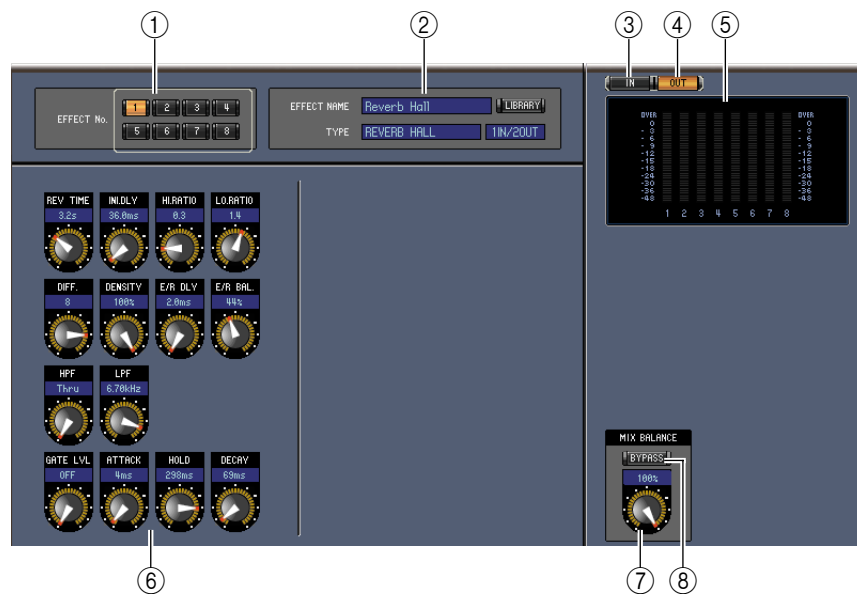 ① ② ③ ④ ⑤
IN OUT
EFFECT No. 1 2 3 4
5 6 7 8
EFFECT NAME Reverb Hall LIBRARY
TYPE REVERB HALL 1IN/2OUT
OVER OVER
0 0
- 3 - 3
- 6 - 6
- 9 - 9
-12 -12
-15 -15
-18 -18
-24 -24
-30 -30
-36 -36
-48 -48
1 2 3 4 5 6 7 8
REV TIME INI.DLY HI.RATIO LO.RATIO
3.2s 36.0ms 0.3 1.4
DIFF. DENSITY E/R DLY E/R BAL.
8 100% 2.0ms 44%
HPF LPF
Thru 6.70kHz
GATE LVL ATTACK HOLD DECAY
OFF 4ms 298ms 69ms
MIX BALANCE
BYPASS
100%
⑥ ⑦ ⑧